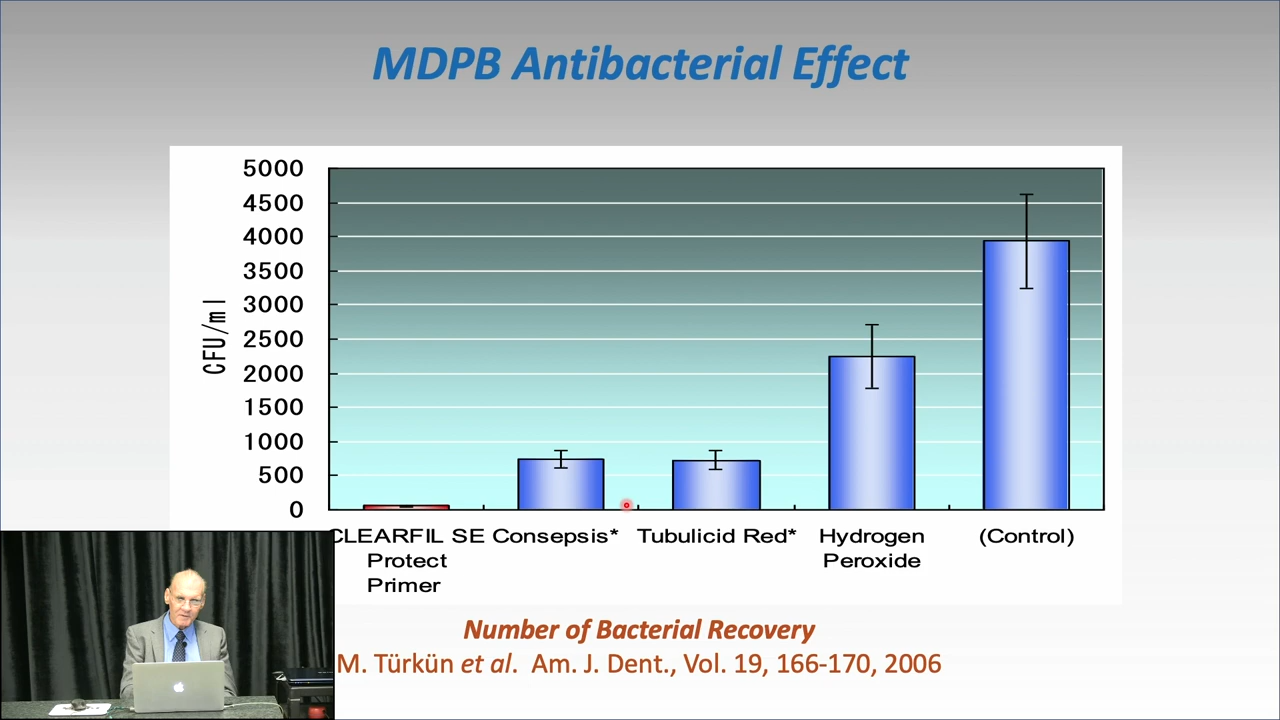 MDPB Antibacterial Effect
5000
4500
4000
3500
3000
2500
2000
1500
1000
500
0
CFU/ml
CLEARFIL SE Protect Primer
Consepsis*
Tubulicid Red*
Hydrogen Peroxide
(Control)
Number of Bacterial Recovery
M. Türkün et al. Am. J. Dent., Vol. 19, 166-170, 2006